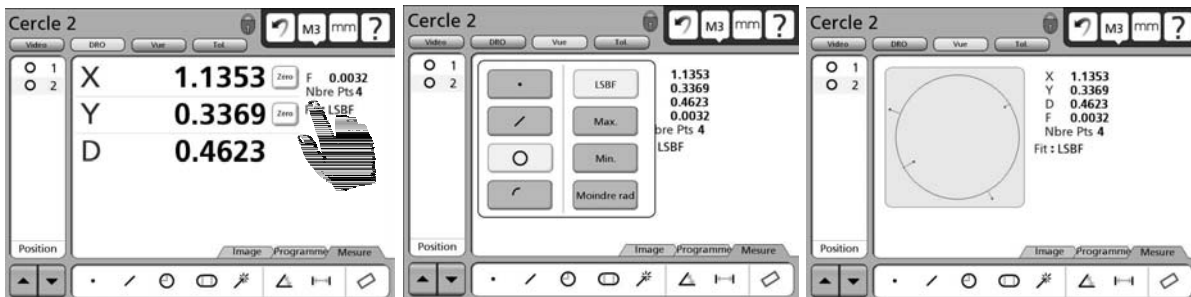 Cercle 2
M3 mm ?
Video DRO Vue Tol.
1
2
X 1.1353 Zero
Y 0.3369 Zero
D 0.4623
F 0.0032
Nbre Pts 4
LSBF
Position
Image Programme Mesure
Cercle 2
M3 mm ?
Video DRO Vue Tol.
1
2
LSBF
Max.
Min.
Moindre rad
1.1353
0.3369
0.4623
0.0032
bre Pts 4
LSBF
Position
Image Programme Mesure
Cercle 2
M3 mm ?
Video DRO Vue Tol.
1
2
X 1.1353
Y 0.3369
D 0.4623
F 0.0032
Nbre Pts 4
Fit : LSBF
Position
Image Programme Mesure